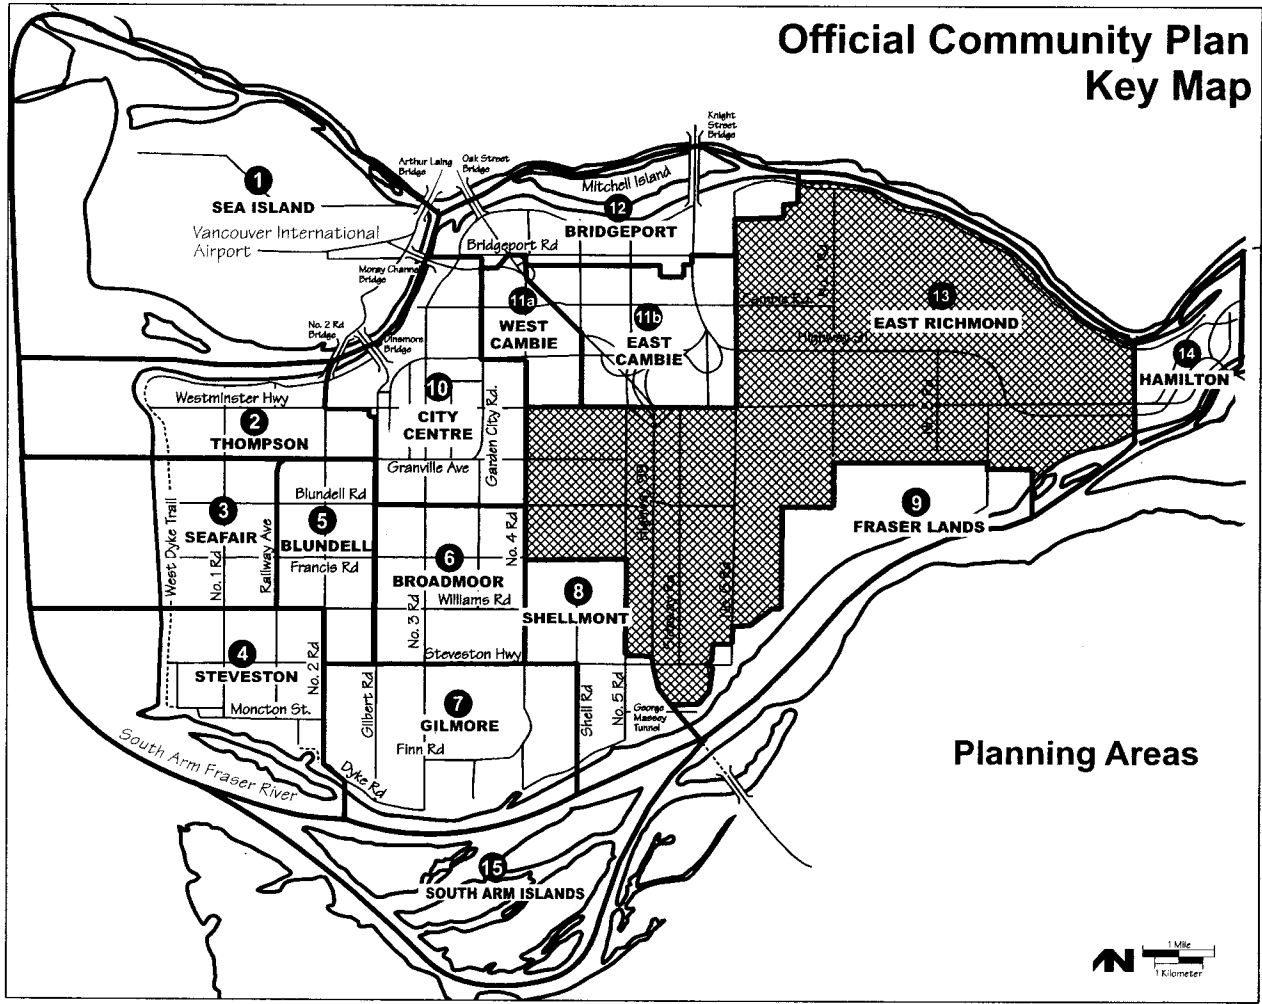 Official Community Plan
Key Map
Knight
Street
Bridge
Arthur Laing
Bridge
Oak Street
Bridge
Mitchell Island
1
SEA ISLAND
12
BRIDGEPORT
Vancouver International
Airport
Bridgeport Rd
Moray Channel
Bridge
No. 2 Rd
Bridge
Dinsmore
Bridge
11a
WEST
CAMBIE
11b
EAST
CAMBIE
Cambie Rd
13
EAST RICHMOND
14
HAMILTON
Westminster Hwy
2
THOMPSON
10
CITY
CENTRE
Garden City Rd.
Granville Ave
Blundell Rd
3
SEAFAIR
5
BLUNDELL
West Dyke Trail
No. 1 Rd
Railway Ave
Francis Rd
6
BROADMOOR
Williams Rd
No. 3 Rd
No. 4 Rd
8
SHELLMONT
9
FRASER LANDS
4
STEVESTON
No. 2 Rd
Steveston Hwy
Moncton St.
Gilbert Rd
7
GILMORE
Finn Rd
Shell Rd
No. 5 Rd
George
Massey
Tunnel
Dyke Rd
South Arm Fraser River
Planning Areas
15
SOUTH ARM ISLANDS
N
1 Mile
1 Kilometer